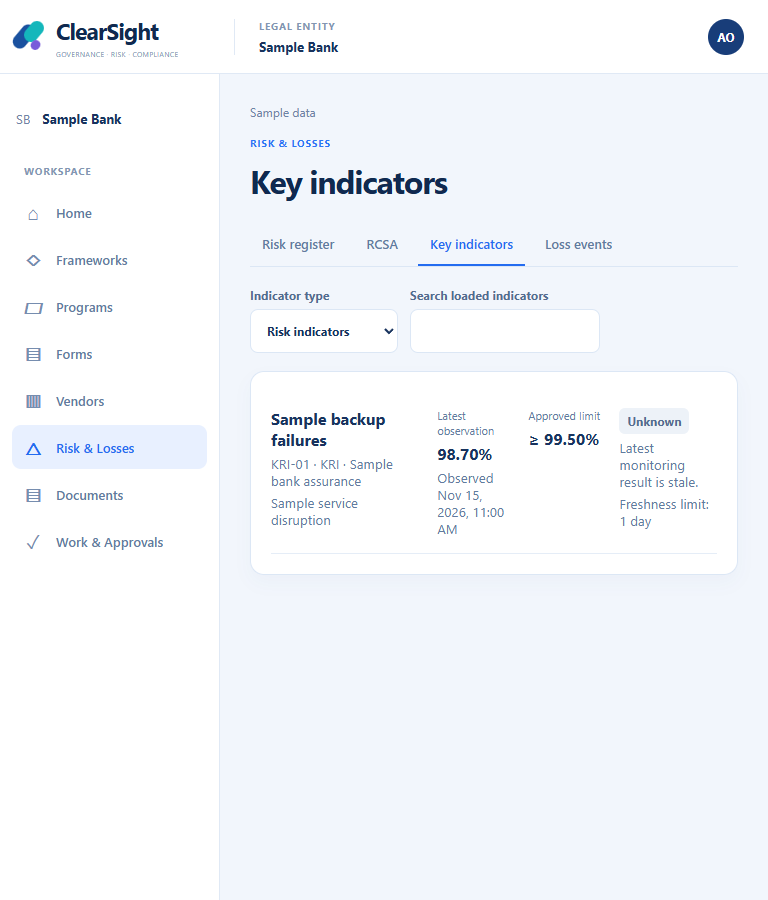 ClearSight
GOVERNANCE · RISK · COMPLIANCE
LEGAL ENTITY
Sample Bank
AO
SB Sample Bank
WORKSPACE
Home
Frameworks
Programs
Forms
Vendors
Risk & Losses
Documents
Work & Approvals
Sample data
RISK & LOSSES
Key indicators
Risk register
RCSA
Key indicators
Loss events
Indicator type
Risk indicators
Search loaded indicators
Sample backup
failures
KRI-01 · KRI · Sample
bank assurance
Sample service
disruption
Latest
observation
98.70%
Observed
Nov 15,
2026, 11:00
AM
Approved limit
≥ 99.50%
Unknown
Latest
monitoring
result is stale.
Freshness limit:
1 day